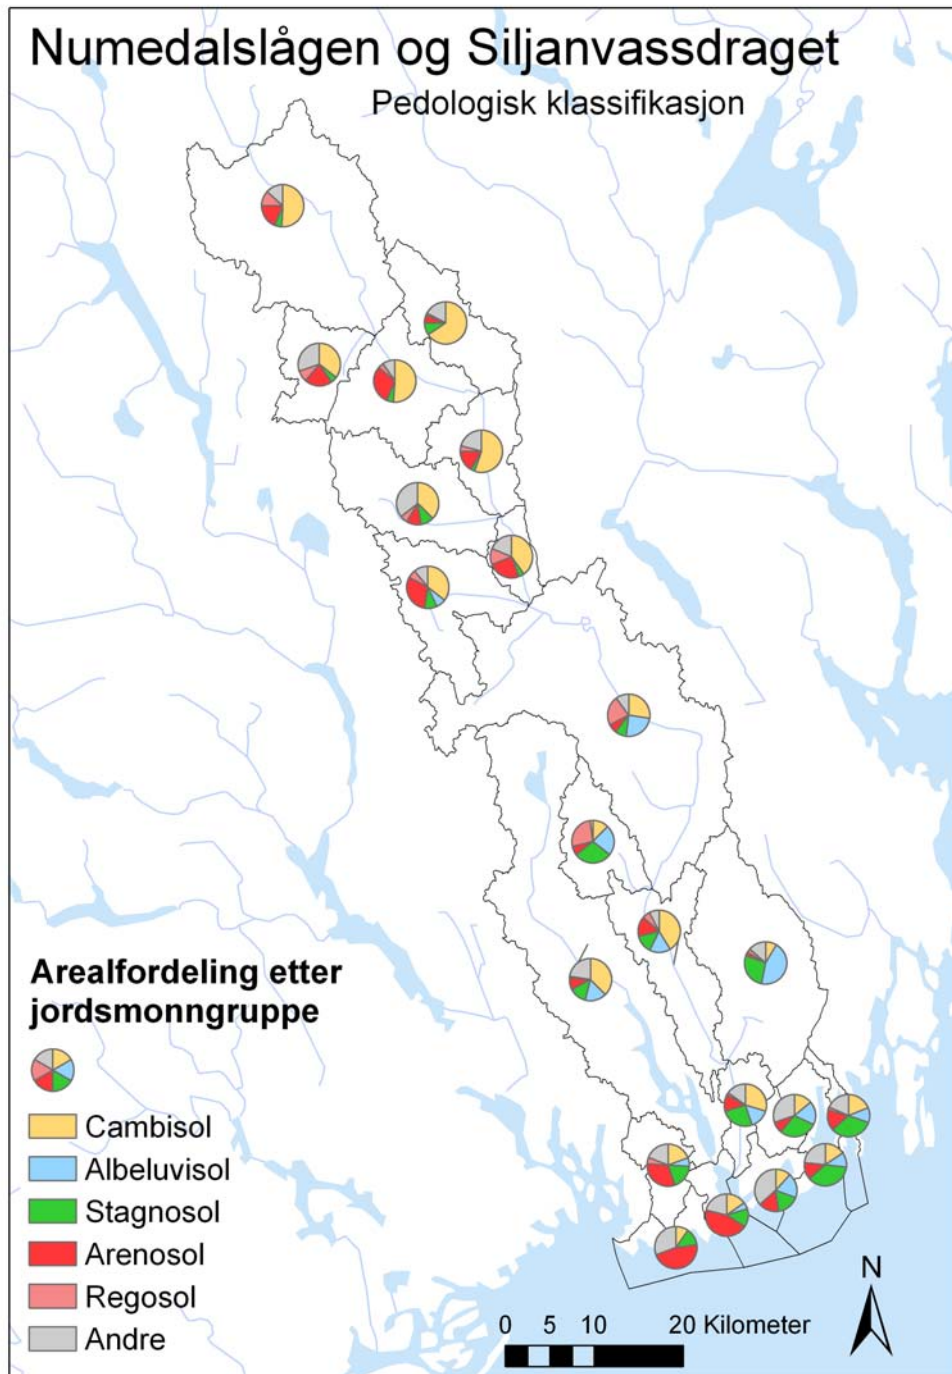 Numedalslågen og Siljanvassdraget
Pedologisk klassifikasjon
Arealfordeling etter
jordsmonngruppe
Cambisol
Albeluvisol
Stagnosol
Arenosol
Regosol
Andre
N
0 5 10 20 Kilometer